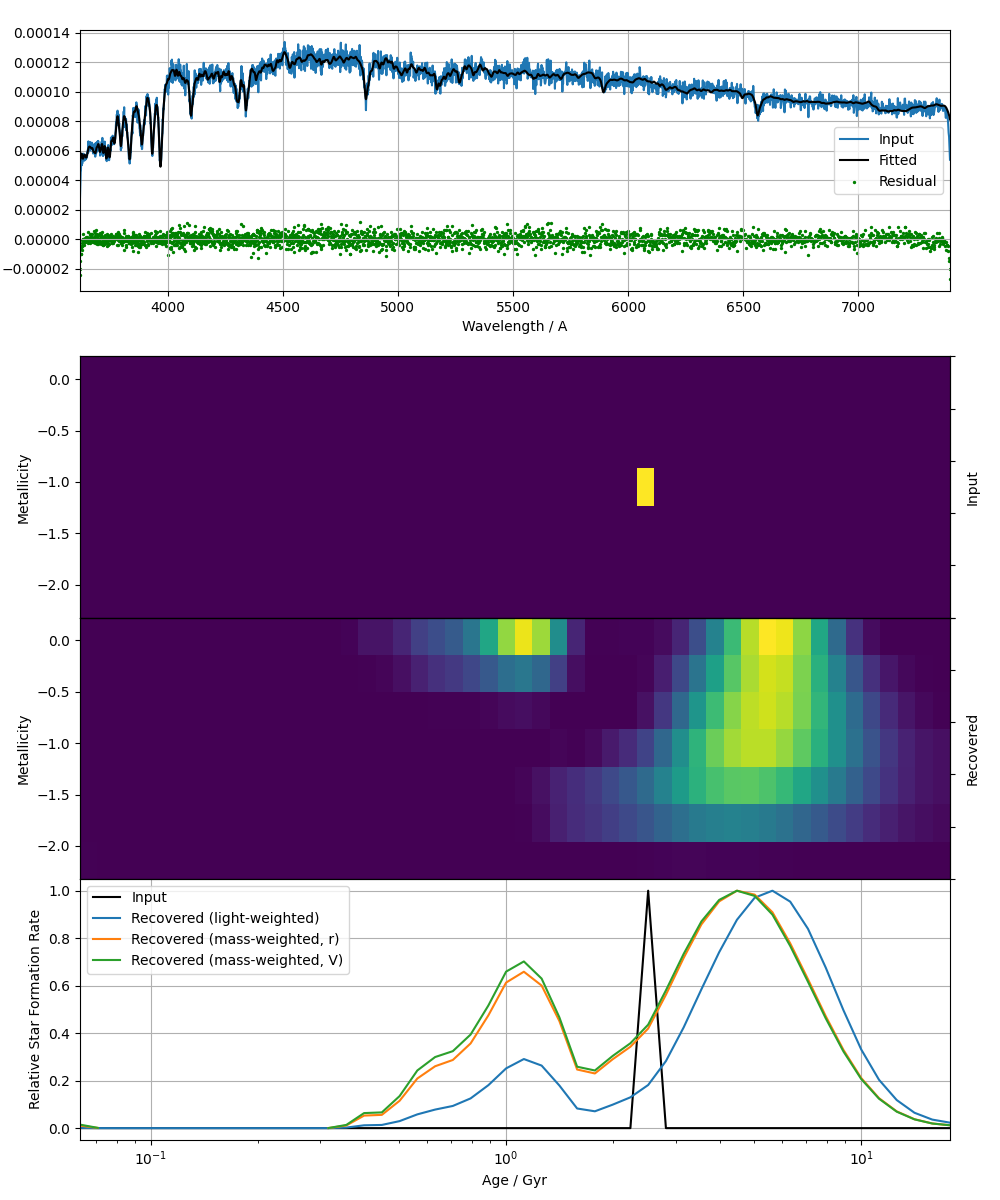 0.00014
0.00012
0.00010
0.00008
0.00006
0.00004
0.00002
0.00000
−0.00002
Input
Fitted
Residual
4000 4500 5000 5500 6000 6500 7000
Wavelength / A
0.0
−0.5
−1.0
−1.5
−2.0
Metallicity
Input
0.0
−0.5
−1.0
−1.5
−2.0
Metallicity
Recovered
1.0
0.8
0.6
0.4
0.2
0.0
Relative Star Formation Rate
Input
Recovered (light-weighted)
Recovered (mass-weighted, r)
Recovered (mass-weighted, V)
10⁻¹ 10⁰ 10¹
Age / Gyr